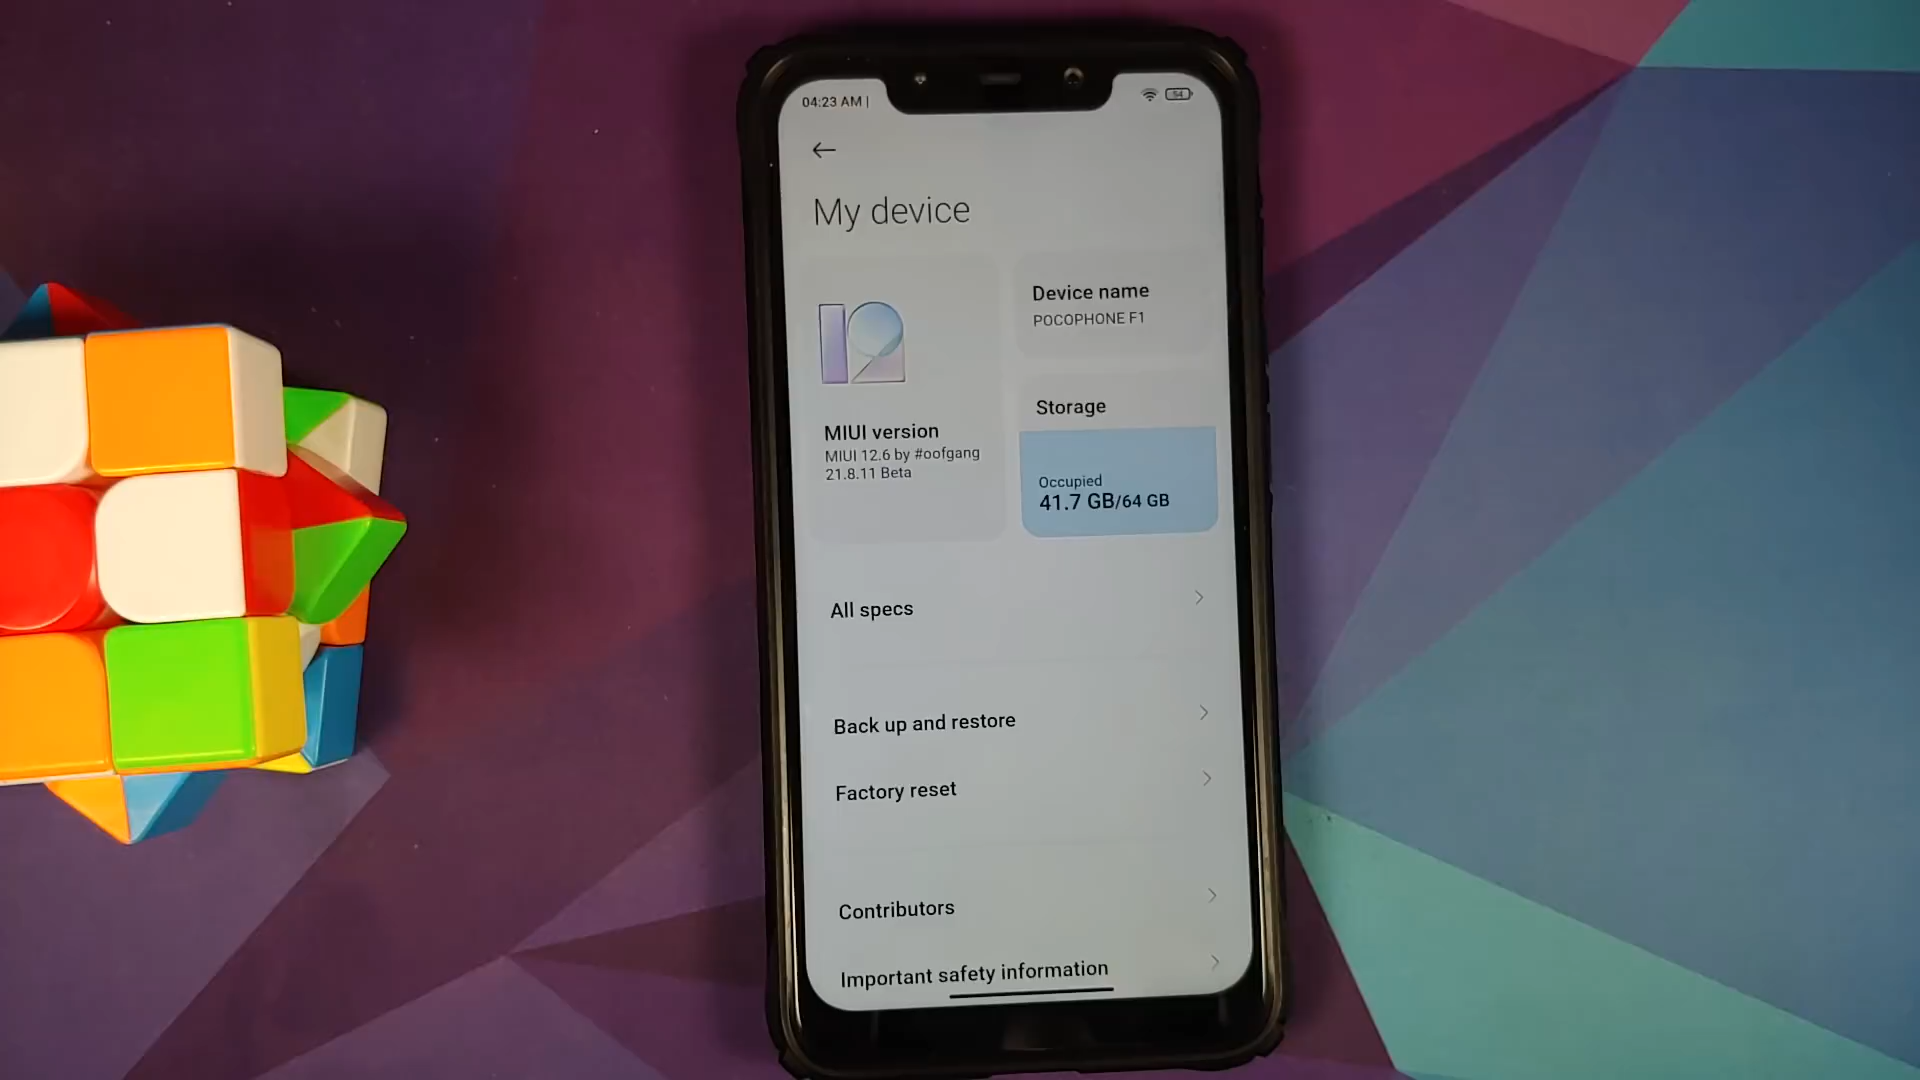 04:23 AM |
54
My device
12
MIUI version
MIUI 12.6 by #oofgang
21.8.11 Beta
Device name
POCOPHONE F1
Storage
Occupied
41.7 GB/64 GB
All specs
Back up and restore
Factory reset
Contributors
Important safety information